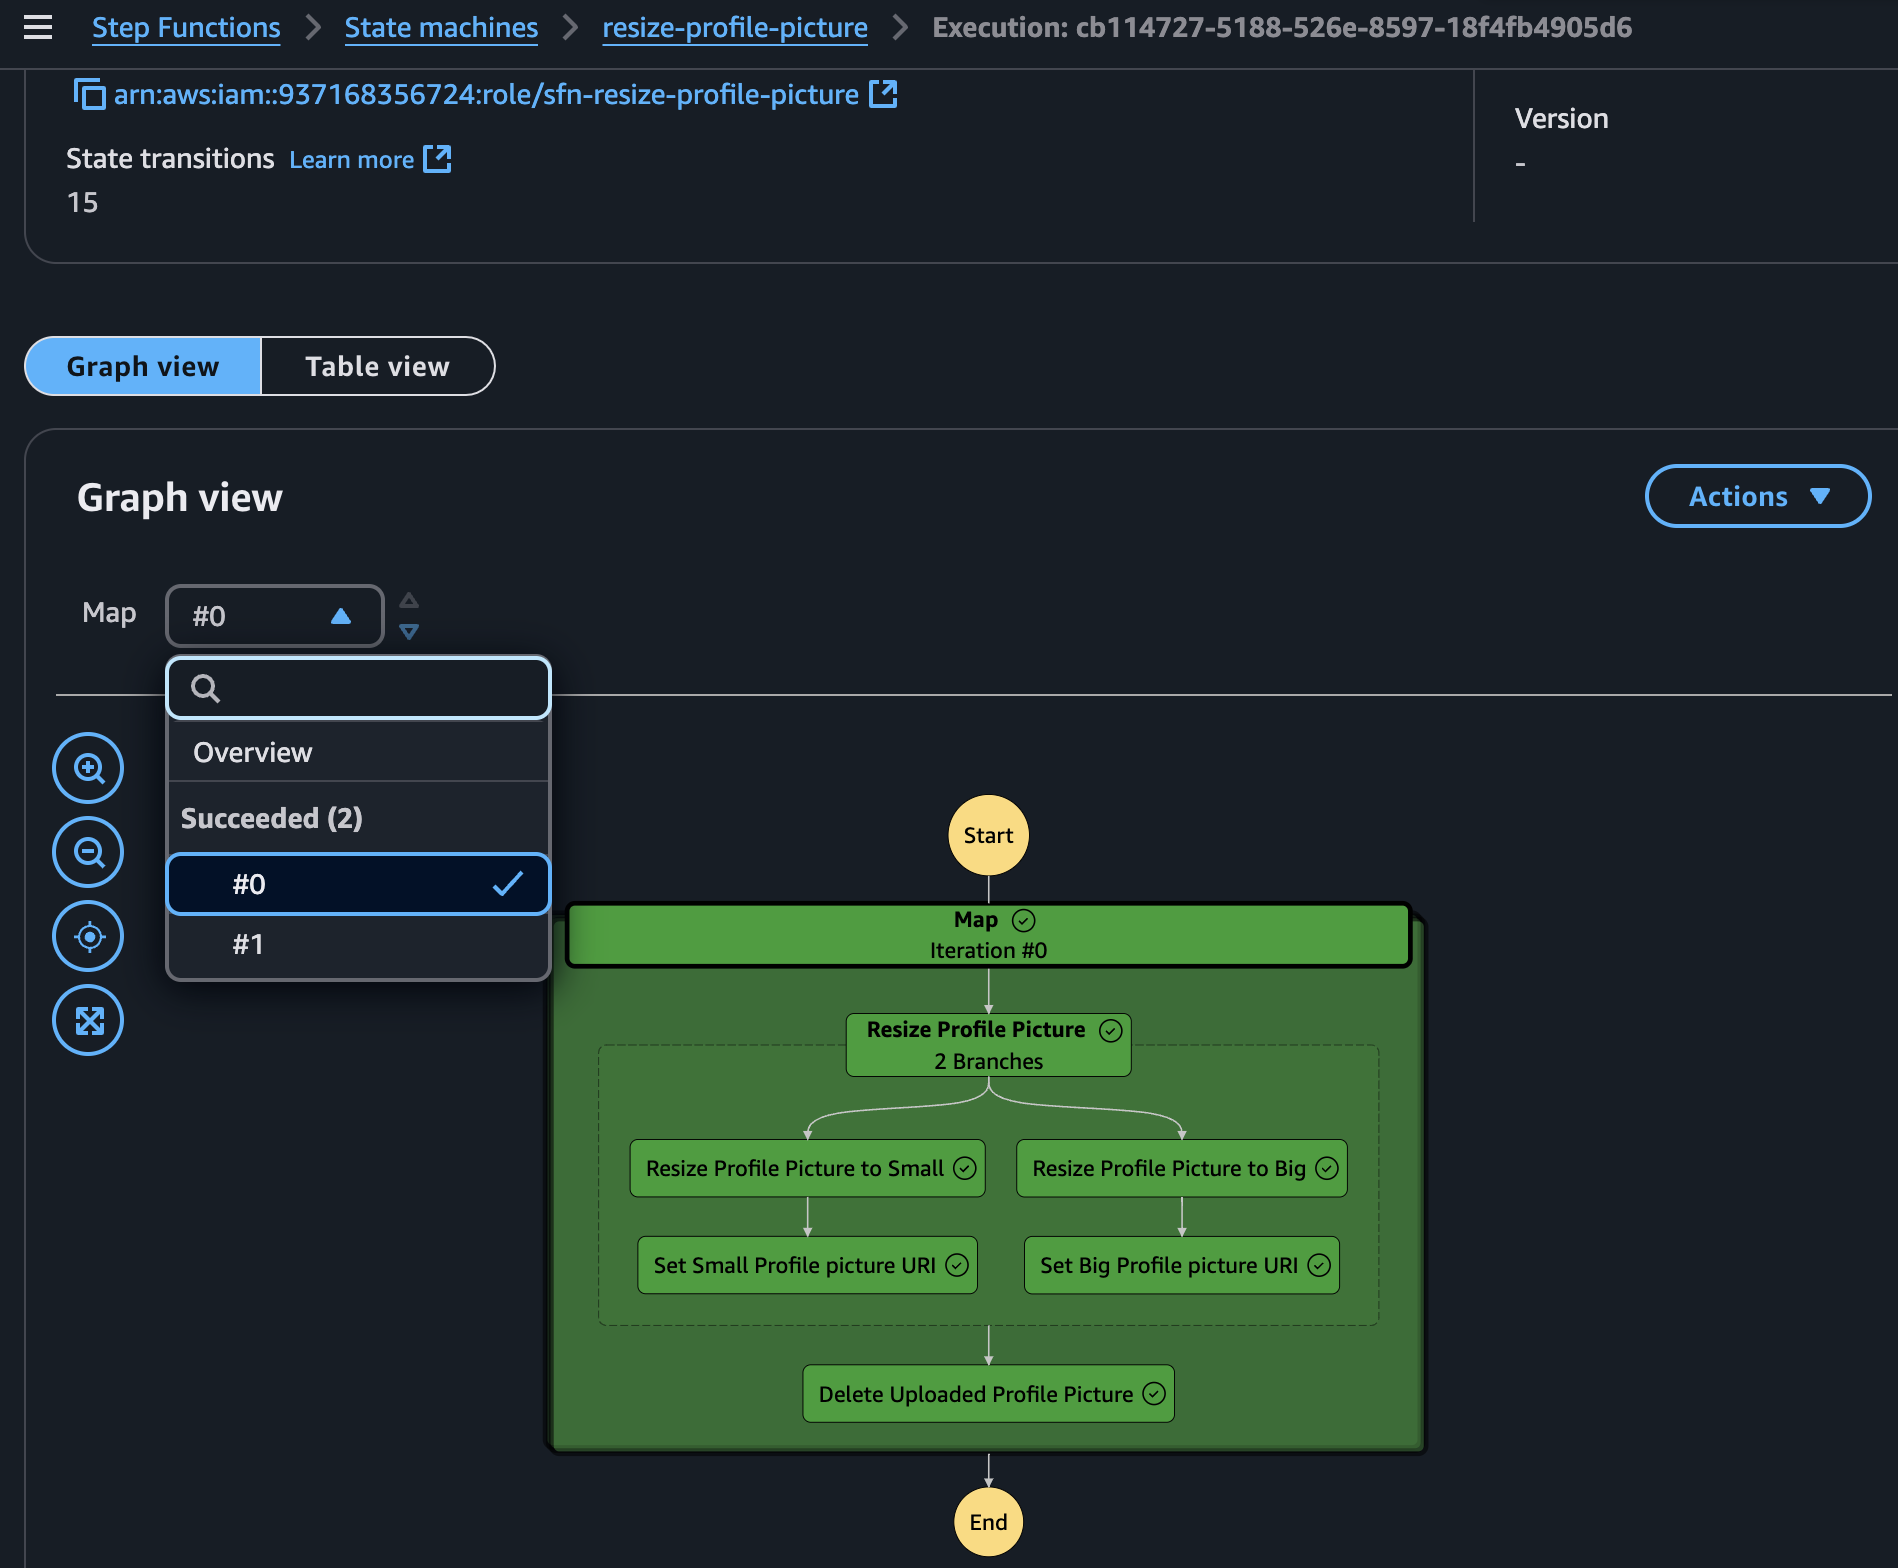 Step Functions > State machines > resize-profile-picture > Execution: cb114727-5188-526e-8597-18f4fb4905d6
arn:aws:iam::937168356724:role/sfn-resize-profile-picture
Version
-
State transitions Learn more
15
Graph view
Table view
Graph view
Actions
Map
#0
Overview
Succeeded (2)
#0
#1
Start
Map
Iteration #0
Resize Profile Picture
2 Branches
Resize Profile Picture to Small
Resize Profile Picture to Big
Set Small Profile picture URI
Set Big Profile picture URI
Delete Uploaded Profile Picture
End